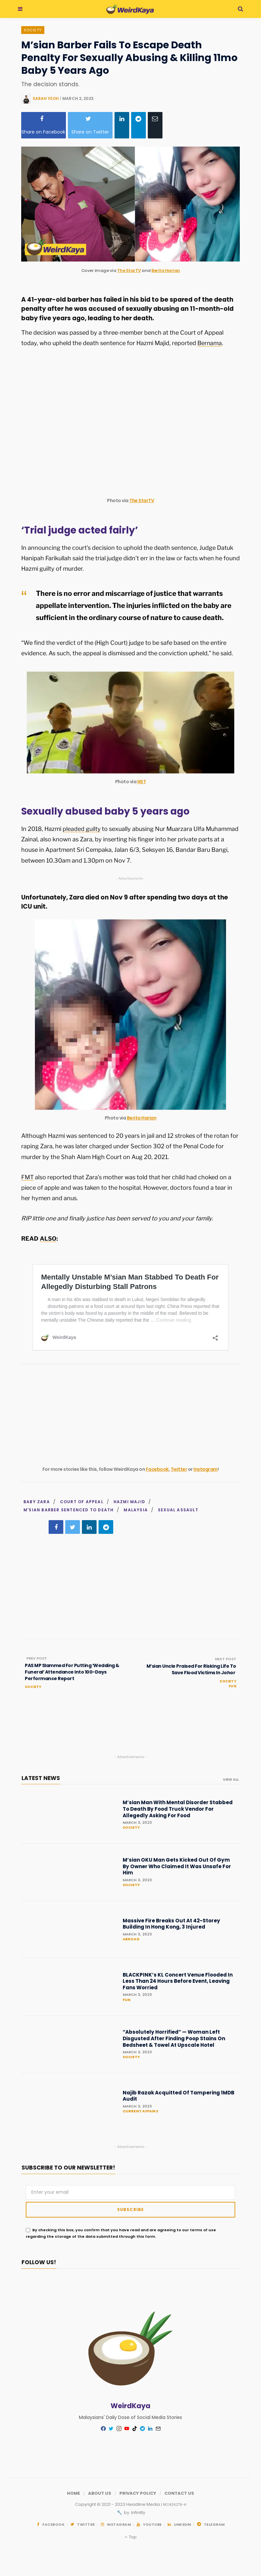 WeirdKaya
SOCIETY
M'sian Barber Fails To Escape Death
Penalty For Sexually Abusing & Killing 11mo
Baby 5 Years Ago
The decision stands.
SARAH YEOH | MARCH 2, 2023
Share on Facebook
Share on Twitter
WeirdKaya
Cover image via The StarTV and Berita Harian
A 41-year-old barber has failed in his bid to be spared of the death
penalty after he was accused of sexually abusing an 11-month-old
baby five years ago, leading to her death.
The decision was passed by a three-member bench at the Court of Appeal
today, who upheld the death sentence for Hazmi Majid, reported Bernama.
Photo via The StarTV
'Trial judge acted fairly'
In announcing the court's decision to uphold the death sentence, Judge Datuk
Hanipah Farikullah said the trial judge didn't err in the law or facts when he found
Hazmi guilty of murder.
There is no error and miscarriage of justice that warrants
appellate intervention. The injuries inflicted on the baby are
sufficient in the ordinary course of nature to cause death.
"We find the verdict of the (High Court) judge to be safe based on the entire
evidence. As such, the appeal is dismissed and the conviction upheld," he said.
Photo via NST
Sexually abused baby 5 years ago
In 2018, Hazmi pleaded guilty to sexually abusing Nur Muarzara Ulfa Muhammad
Zainal, also known as Zara, by inserting his finger into her private parts at a
house in Apartment Sri Cempaka, Jalan 6/3, Seksyen 16, Bandar Baru Bangi,
between 10.30am and 1.30pm on Nov 7.
- Advertisements -
Unfortunately, Zara died on Nov 9 after spending two days at the
ICU unit.
Photo via Berita Harian
Although Hazmi was sentenced to 20 years in jail and 12 strokes of the rotan for
raping Zara, he was later charged under Section 302 of the Penal Code for
murder by the Shah Alam High Court on Aug 20, 2021.
FMT also reported that Zara's mother was told that her child had choked on a
piece of apple and was taken to the hospital. However, doctors found a tear in
her hymen and anus.
RIP little one and finally justice has been served to you and your family.
READ ALSO:
Mentally Unstable M'sian Man Stabbed To Death For
Allegedly Disturbing Stall Patrons
A man in his 40s was stabbed to death in Lukut, Negeri Sembilan for allegedly
disturbing patrons at a food court at around 8pm last night. China Press reported that
the victim would beg for money and was mostly barefoot in the middle of the road. Believed to be
mentally unstable The Chinese daily reported that the … Continue reading
WeirdKaya
For more stories like this, follow WeirdKaya on Facebook, Twitter or Instagram!
BABY ZARA / COURT OF APPEAL / HAZMI MAJID /
M'SIAN BARBER SENTENCED TO DEATH / MALAYSIA / SEXUAL ASSAULT
PREV POST
PAS MP Slammed For Putting 'Wedding &
Funeral' Attendance Into 100-Days
Performance Report
SOCIETY
NEXT POST
M'sian Uncle Praised For Risking Life To
Save Flood Victims In Johor
SOCIETY
FUN
- Advertisements -
LATEST NEWS
VIEW ALL
M'sian Man With Mental Disorder Stabbed
To Death By Food Truck Vendor For
Allegedly Asking For Food
MARCH 3, 2023
SOCIETY
M'sian OKU Man Gets Kicked Out Of Gym
By Owner Who Claimed It Was Unsafe For
Him
MARCH 3, 2023
SOCIETY
Massive Fire Breaks Out At 42-Storey
Building In Hong Kong, 3 Injured
MARCH 3, 2023
ABROAD
BLACKPINK's KL Concert Venue Flooded In
Less Than 24 Hours Before Event, Leaving
Fans Worried
MARCH 3, 2023
FUN
"Absolutely Horrified" — Woman Left
Disgusted After Finding Poop Stains On
Bedsheet & Towel At Upscale Hotel
MARCH 3, 2023
SOCIETY
Najib Razak Acquitted Of Tampering 1MDB
Audit
MARCH 3, 2023
CURRENT AFFAIRS
- Advertisements -
SUBSCRIBE TO OUR NEWSLETTER!
Enter your email
SUBSCRIBE
By checking this box, you confirm that you have read and are agreeing to our terms of use
regarding the storage of the data submitted through this form.
FOLLOW US!
WeirdKaya
Malaysians' Daily Dose of Social Media Stories
HOME / ABOUT US / PRIVACY POLICY / CONTACT US
by Infinitiy
FACEBOOK
TWITTER
INSTAGRAM
YOUTUBE
LINKEDIN
TELEGRAM
Top